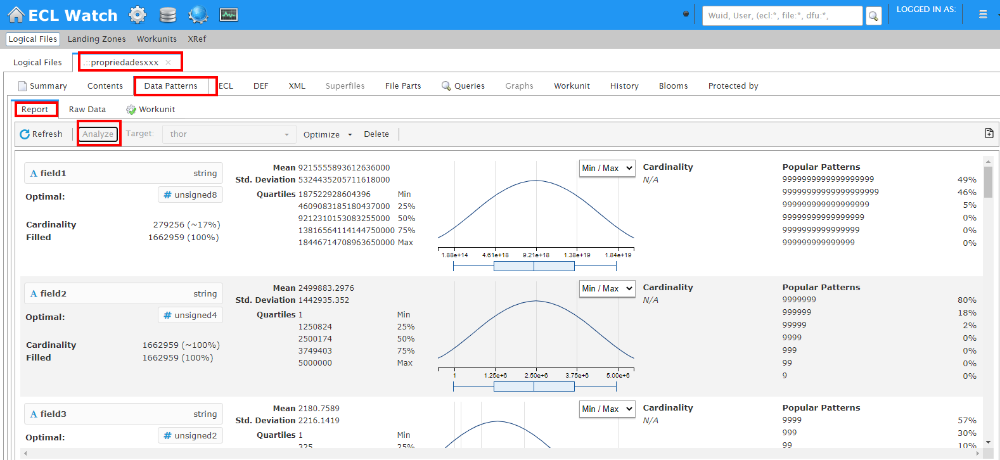 ECL Watch
Wuid, User, (ecl:*, file:*, dfu:*,
LOGGED IN AS:
Logical Files Landing Zones Workunits XRef
Logical Files .::propriedadesxxx ×
Summary Contents Data Patterns ECL DEF XML Superfiles File Parts Queries Graphs Workunit History Blooms Protected by
Report Raw Data Workunit
Refresh Analyze Target: thor Optimize Delete
A field1 string
Optimal: # unsigned8
Cardinality 279256 (~17%)
Filled 1662959 (100%)
Mean 9215555893612636000
Std. Deviation 5324435205711618000
Quartiles 187522928604396 Min
4609083185180437000 25%
9212310153083255000 50%
13816564114144750000 75%
18446714708963650000 Max
Min / Max
1.88e+14 4.61e+18 9.21e+18 1.38e+19 1.84e+19
Cardinality
N/A
Popular Patterns
9999999999999999999 49%
99999999999999999999 46%
999999999999999999 5%
99999999999999999 0%
9999999999999999 0%
999999999999999 0%
A field2 string
Optimal: # unsigned4
Cardinality 1662959 (~100%)
Filled 1662959 (100%)
Mean 2499883.2976
Std. Deviation 1442935.352
Quartiles 1 Min
1250824 25%
2500174 50%
3749403 75%
5000000 Max
Min / Max
1 1.25e+6 2.50e+6 3.75e+6 5.00e+6
Cardinality
N/A
Popular Patterns
9999999 80%
999999 18%
99999 2%
9999 0%
999 0%
99 0%
9 0%
A field3 string
Optimal: # unsigned2
Mean 2180.7589
Std. Deviation 2216.1419
Quartiles 1 Min
325 25%
Min / Max
Cardinality
N/A
Popular Patterns
9999 57%
999 30%
99 10%